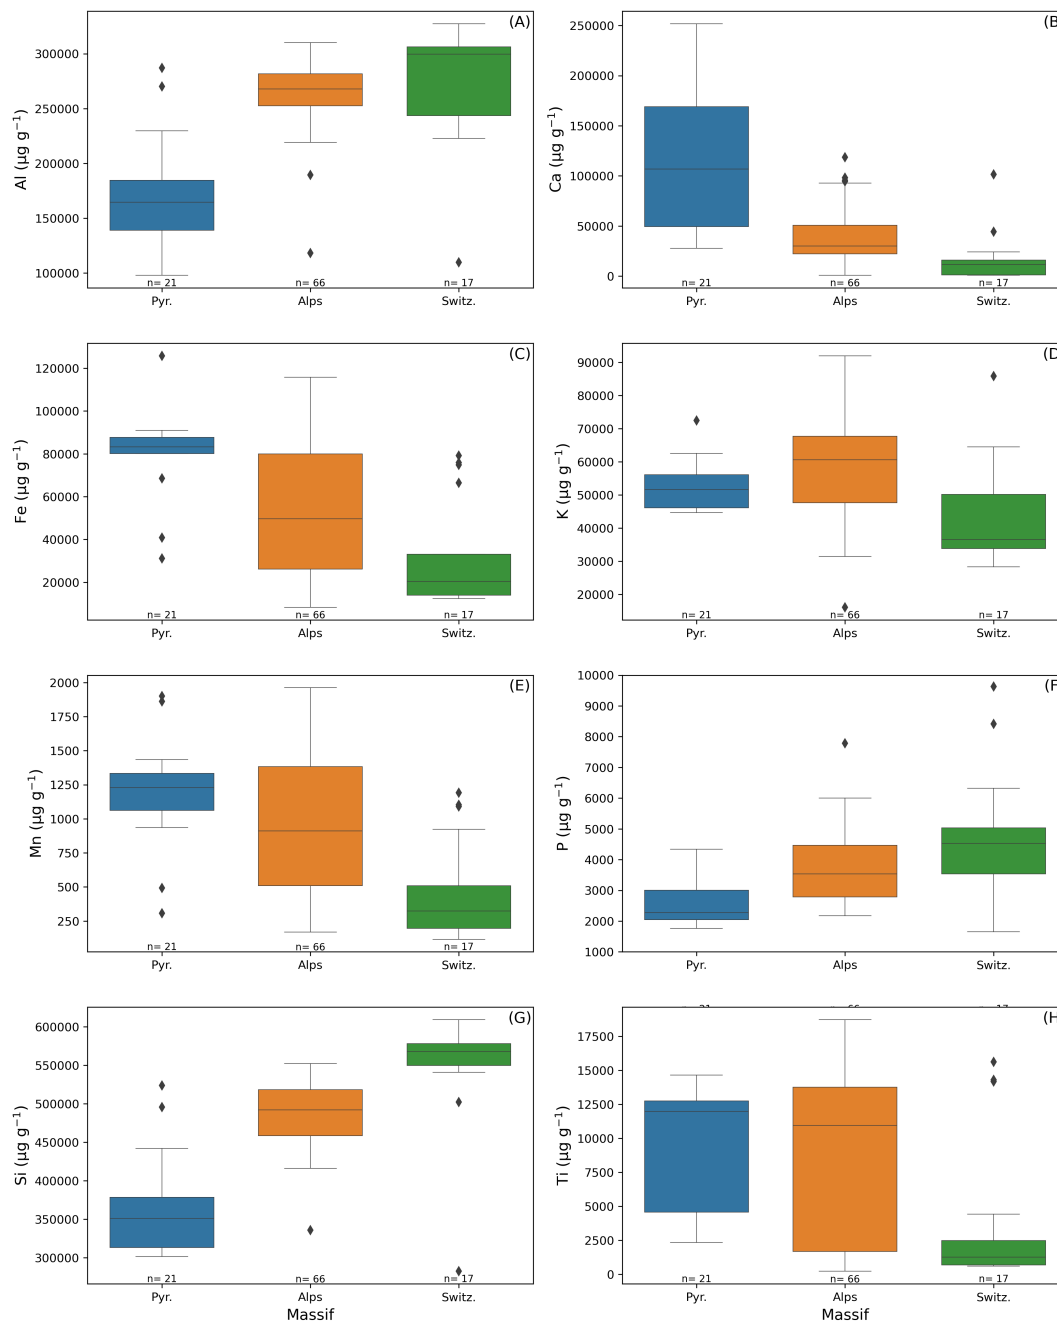 (A)
Al (µg g⁻¹)
300000
250000
200000
150000
100000
n= 21
n= 66
n= 17
Pyr.
Alps
Switz.
(B
Ca (µg g⁻¹)
250000
200000
150000
100000
50000
0
n= 21
n= 66
n= 17
Pyr.
Alps
Switz.
(C)
Fe (µg g⁻¹)
120000
100000
80000
60000
40000
20000
n= 21
n= 66
n= 17
Pyr.
Alps
Switz.
(D
K (µg g⁻¹)
90000
80000
70000
60000
50000
40000
30000
20000
n= 21
n= 66
n= 17
Pyr.
Alps
Switz.
(E)
Mn (µg g⁻¹)
2000
1750
1500
1250
1000
750
500
250
n= 21
n= 66
n= 17
Pyr.
Alps
Switz.
(F
P (µg g⁻¹)
10000
9000
8000
7000
6000
5000
4000
3000
2000
1000
Pyr.
Alps
Switz.
n= 21
n= 66
n= 17
(G)
Si (µg g⁻¹)
600000
550000
500000
450000
400000
350000
300000
n= 21
n= 66
n= 17
Pyr.
Alps
Switz.
Massif
(H
Ti (µg g⁻¹)
17500
15000
12500
10000
7500
5000
2500
0
n= 21
n= 66
n= 17
Pyr.
Alps
Switz.
Massif